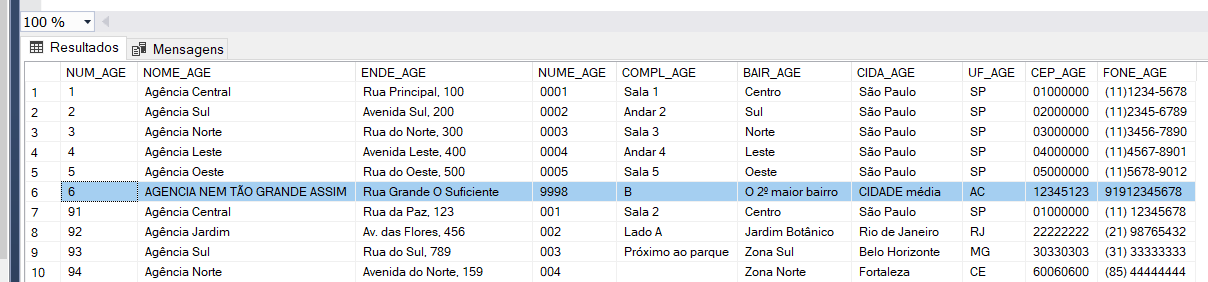 100 %
Resultados Mensagens
NUM_AGE NOME_AGE ENDE_AGE NUME_AGE COMPL_AGE BAIR_AGE CIDA_AGE UF_AGE CEP_AGE FONE_AGE
1 1 Agência Central Rua Principal, 100 0001 Sala 1 Centro São Paulo SP 01000000 (11)1234-5678
2 2 Agência Sul Avenida Sul, 200 0002 Andar 2 Sul São Paulo SP 02000000 (11)2345-6789
3 3 Agência Norte Rua do Norte, 300 0003 Sala 3 Norte São Paulo SP 03000000 (11)3456-7890
4 4 Agência Leste Avenida Leste, 400 0004 Andar 4 Leste São Paulo SP 04000000 (11)4567-8901
5 5 Agência Oeste Rua do Oeste, 500 0005 Sala 5 Oeste São Paulo SP 05000000 (11)5678-9012
6 6 AGENCIA NEM TÃO GRANDE ASSIM Rua Grande O Suficiente 9998 B O 2º maior bairro CIDADE média AC 12345123 91912345678
7 91 Agência Central Rua da Paz, 123 001 Sala 2 Centro São Paulo SP 01000000 (11) 12345678
8 92 Agência Jardim Av. das Flores, 456 002 Lado A Jardim Botânico Rio de Janeiro RJ 22222222 (21) 98765432
9 93 Agência Sul Rua do Sul, 789 003 Próximo ao parque Zona Sul Belo Horizonte MG 30330303 (31) 33333333
10 94 Agência Norte Avenida do Norte, 159 004 Zona Norte Fortaleza CE 60060600 (85) 44444444